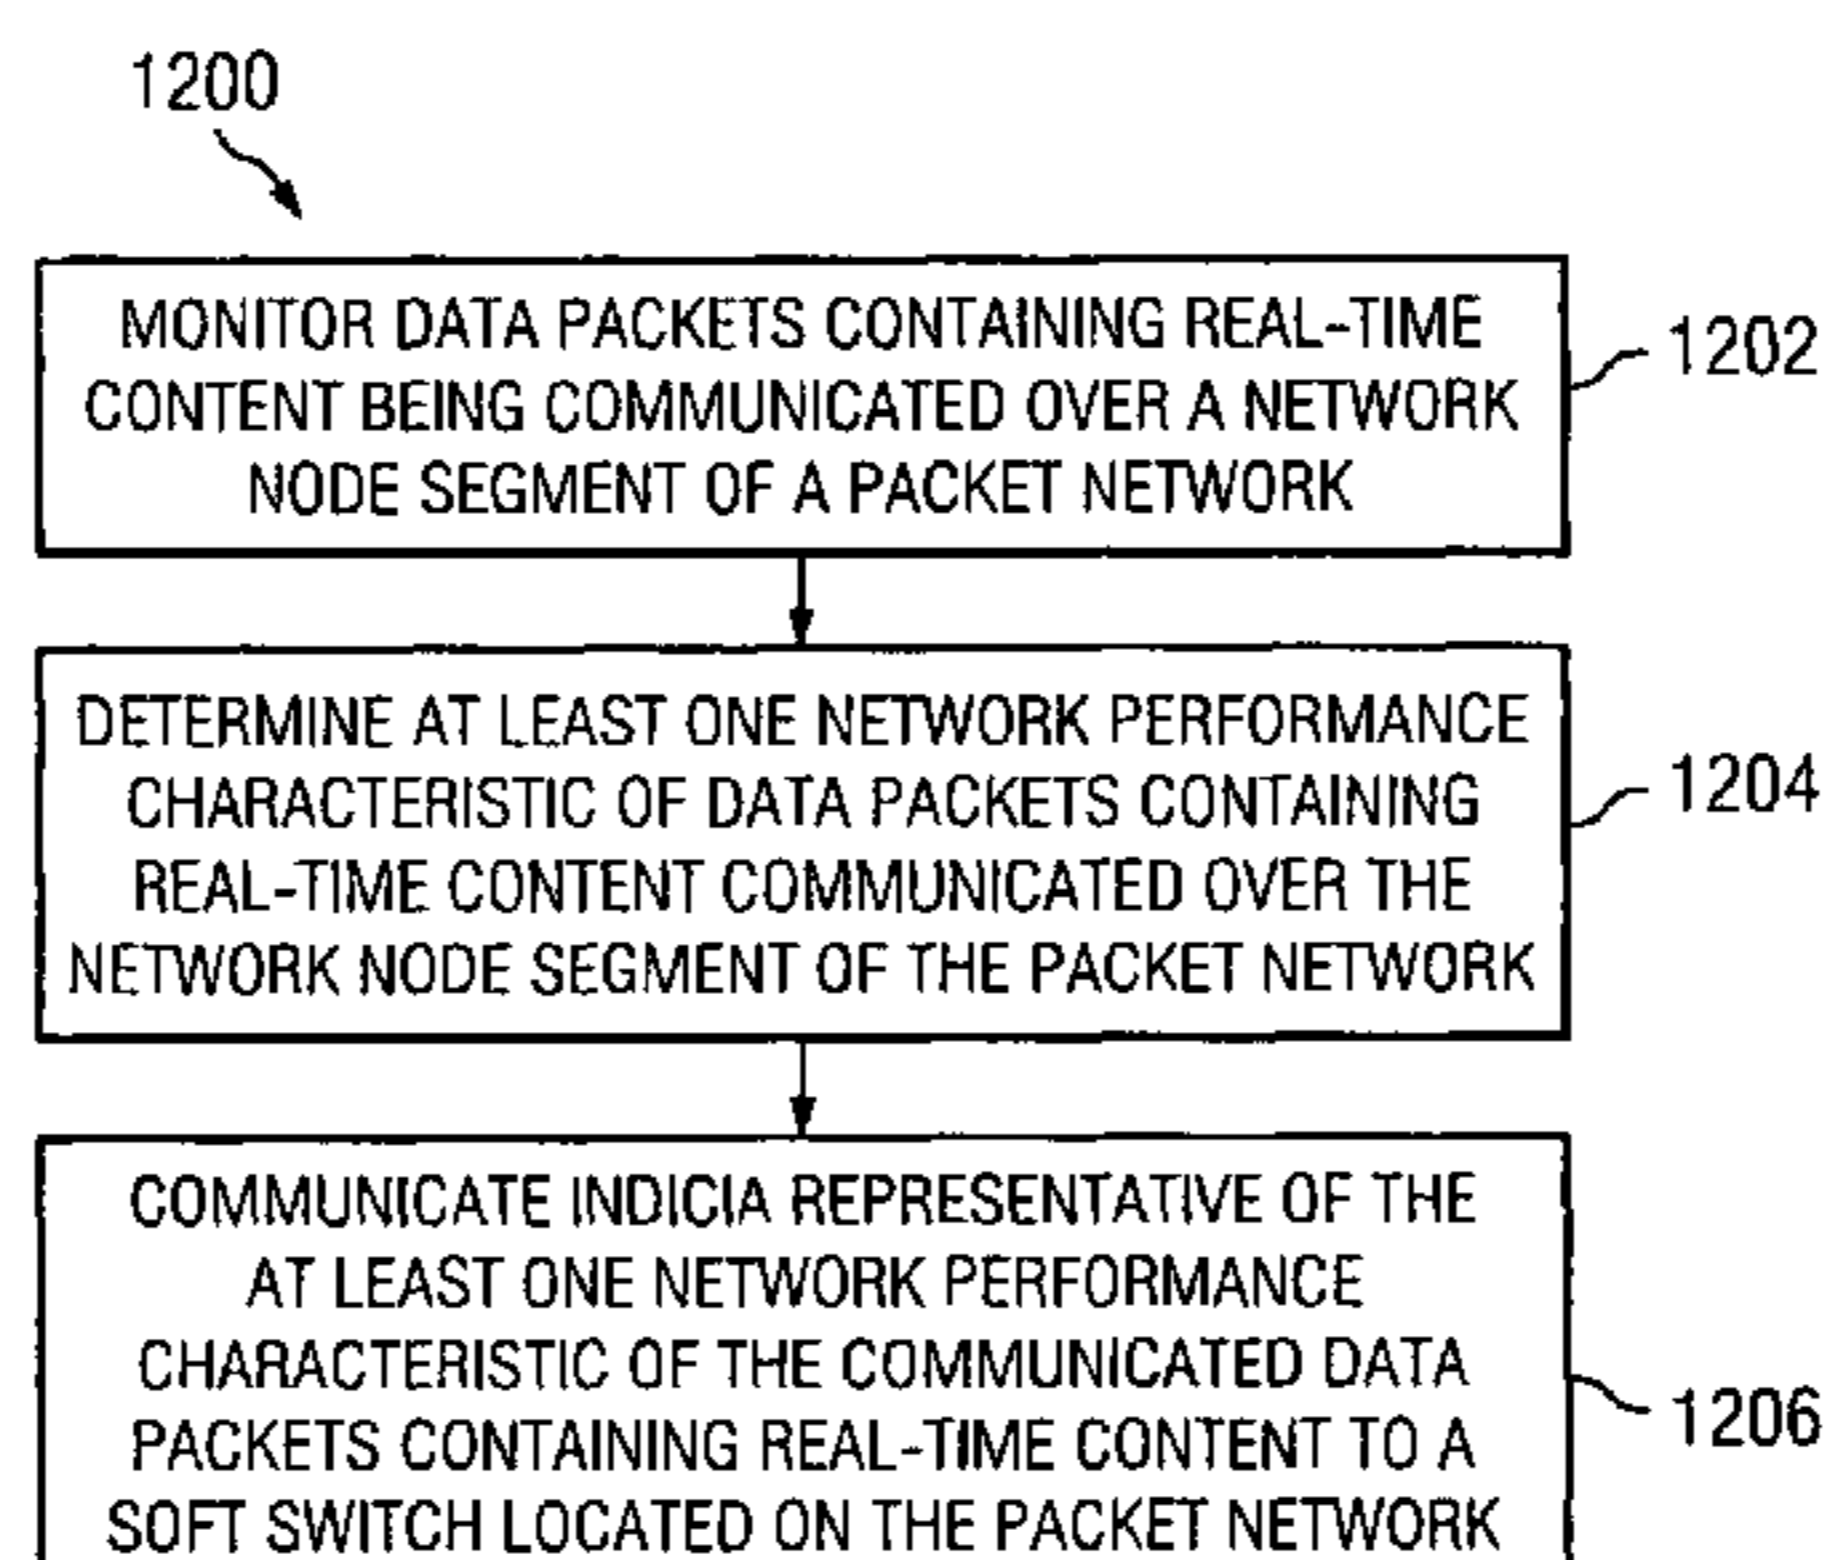 1200
MONITOR DATA PACKETS CONTAINING REAL-TIME
CONTENT BEING COMMUNICATED OVER A NETWORK
NODE SEGMENT OF A PACKET NETWORK
1202
DETERMINE AT LEAST ONE NETWORK PERFORMANCE
CHARACTERISTIC OF DATA PACKETS CONTAINING
REAL-TIME CONTENT COMMUNICATED OVER THE
NETWORK NODE SEGMENT OF THE PACKET NETWORK
1204
COMMUNICATE INDICIA REPRESENTATIVE OF THE
AT LEAST ONE NETWORK PERFORMANCE
CHARACTERISTIC OF THE COMMUNICATED DATA
PACKETS CONTAINING REAL-TIME CONTENT TO A
SOFT SWITCH LOCATED ON THE PACKET NETWORK
1206